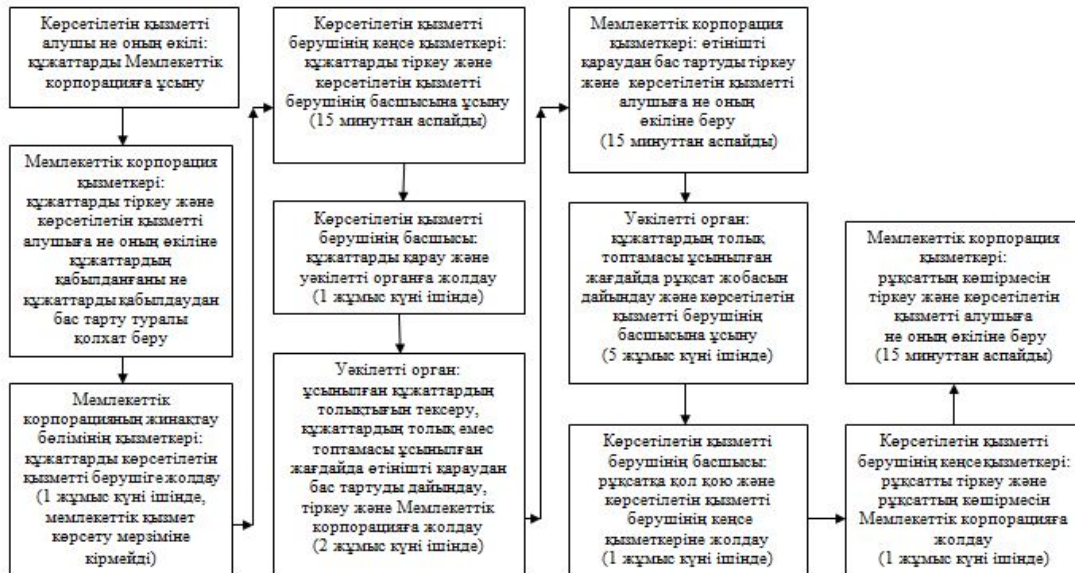 Көрсетілетін қызметті
алушы не оның өкілі:
құжаттарды Мемлекеттік
корпорацияға ұсыну
Мемлекеттік корпорация
қызметкері:
құжаттарды тіркеу және
көрсетілетін қызметті
алушыға не оның өкіліне
құжаттардың
қабылданғаны не
құжаттарды қабылдаудан
бас тарту туралы
қолхат беру
Мемлекеттік
корпорацияның жинақтау
бөлімінің қызметкері:
құжаттарды көрсетілетін
қызметті берушіге жолдау
(1 жұмыс күні ішінде,
мемлекеттік қызмет
көрсету мерзіміне
кірмейді)
Көрсетілетін қызметті
берушінің кеңсе қызметкері:
құжаттарды тіркеу және
көрсетілетін қызметті
берушінің басшысына ұсыну
(15 минуттан аспайды)
Көрсетілетін қызметті
берушінің басшысы:
құжаттарды қарау және
уәкілетті органға жолдау
(1 жұмыс күні ішінде)
Уәкілетті орган:
ұсынылған құжаттардың
толықтығын тексеру,
құжаттардың толық емес
топтамасы ұсынылған
жағдайда өтінішті қараудан
бас тартуды дайындау,
тіркеу және Мемлекеттік
корпорацияға жолдау
(2 жұмыс күні ішінде)
Мемлекеттік корпорация
қызметкері: өтінішті
қараудан бас тартуды тіркеу
және көрсетілетін қызметті
алушыға не оның
өкіліне беру
(15 минуттан аспайды)
Уәкілетті орган:
құжаттардың толық
топтамасы ұсынылған
жағдайда рұқсат жобасын
дайындау және көрсетілетін
қызметті берушінің
басшысына ұсыну
(5 жұмыс күні ішінде)
Көрсетілетін қызметті
берушінің басшысы:
рұқсатқа қол қою және
көрсетілетін қызметті
берушінің кеңсе
қызметкеріне жолдау
(1 жұмыс күні ішінде)
Көрсетілетін қызметті
берушінің кеңсе қызметкері:
рұқсатты тіркеу және
рұқсаттың көшірмесін
Мемлекеттік корпорацияға
жолдау
(1 жұмыс күні ішінде)
Мемлекеттік корпорация
қызметкері:
рұқсаттың көшірмесін
тіркеу және көрсетілетін
қызметті алушыға
не оның өкіліне беру
(15 минуттан аспайды)